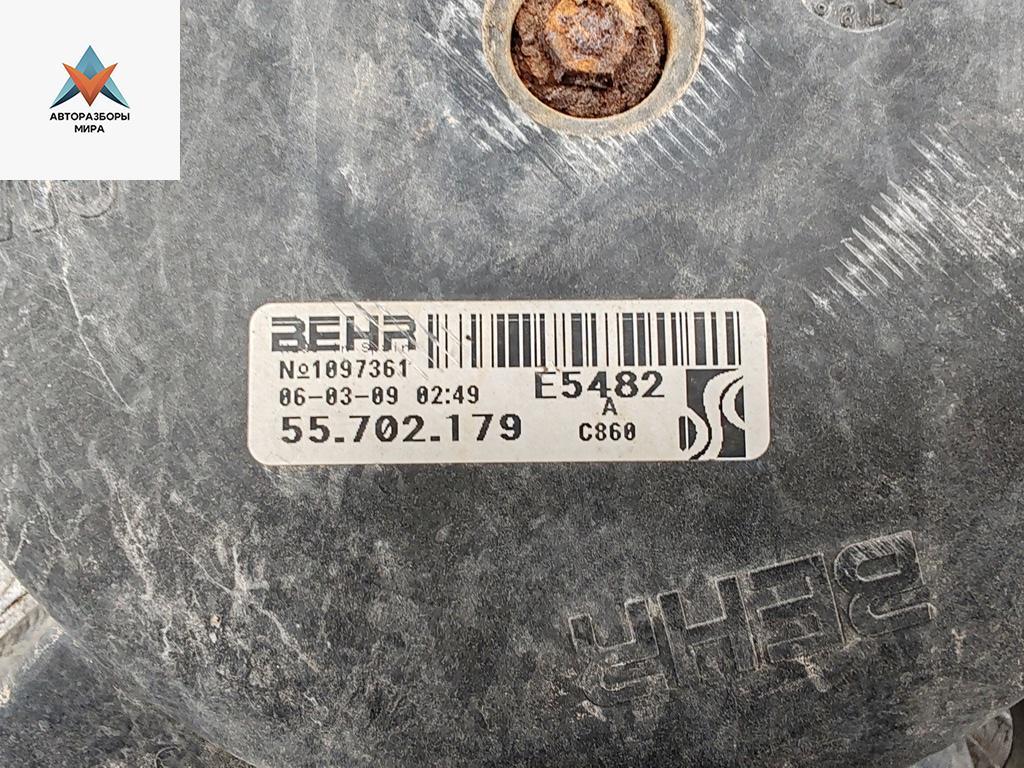 АВТОРАЗБОРЫ
МИРА
BEHR
№1097361
06-03-09 02:49
E5482
A
55.702.179
C860
BEHR